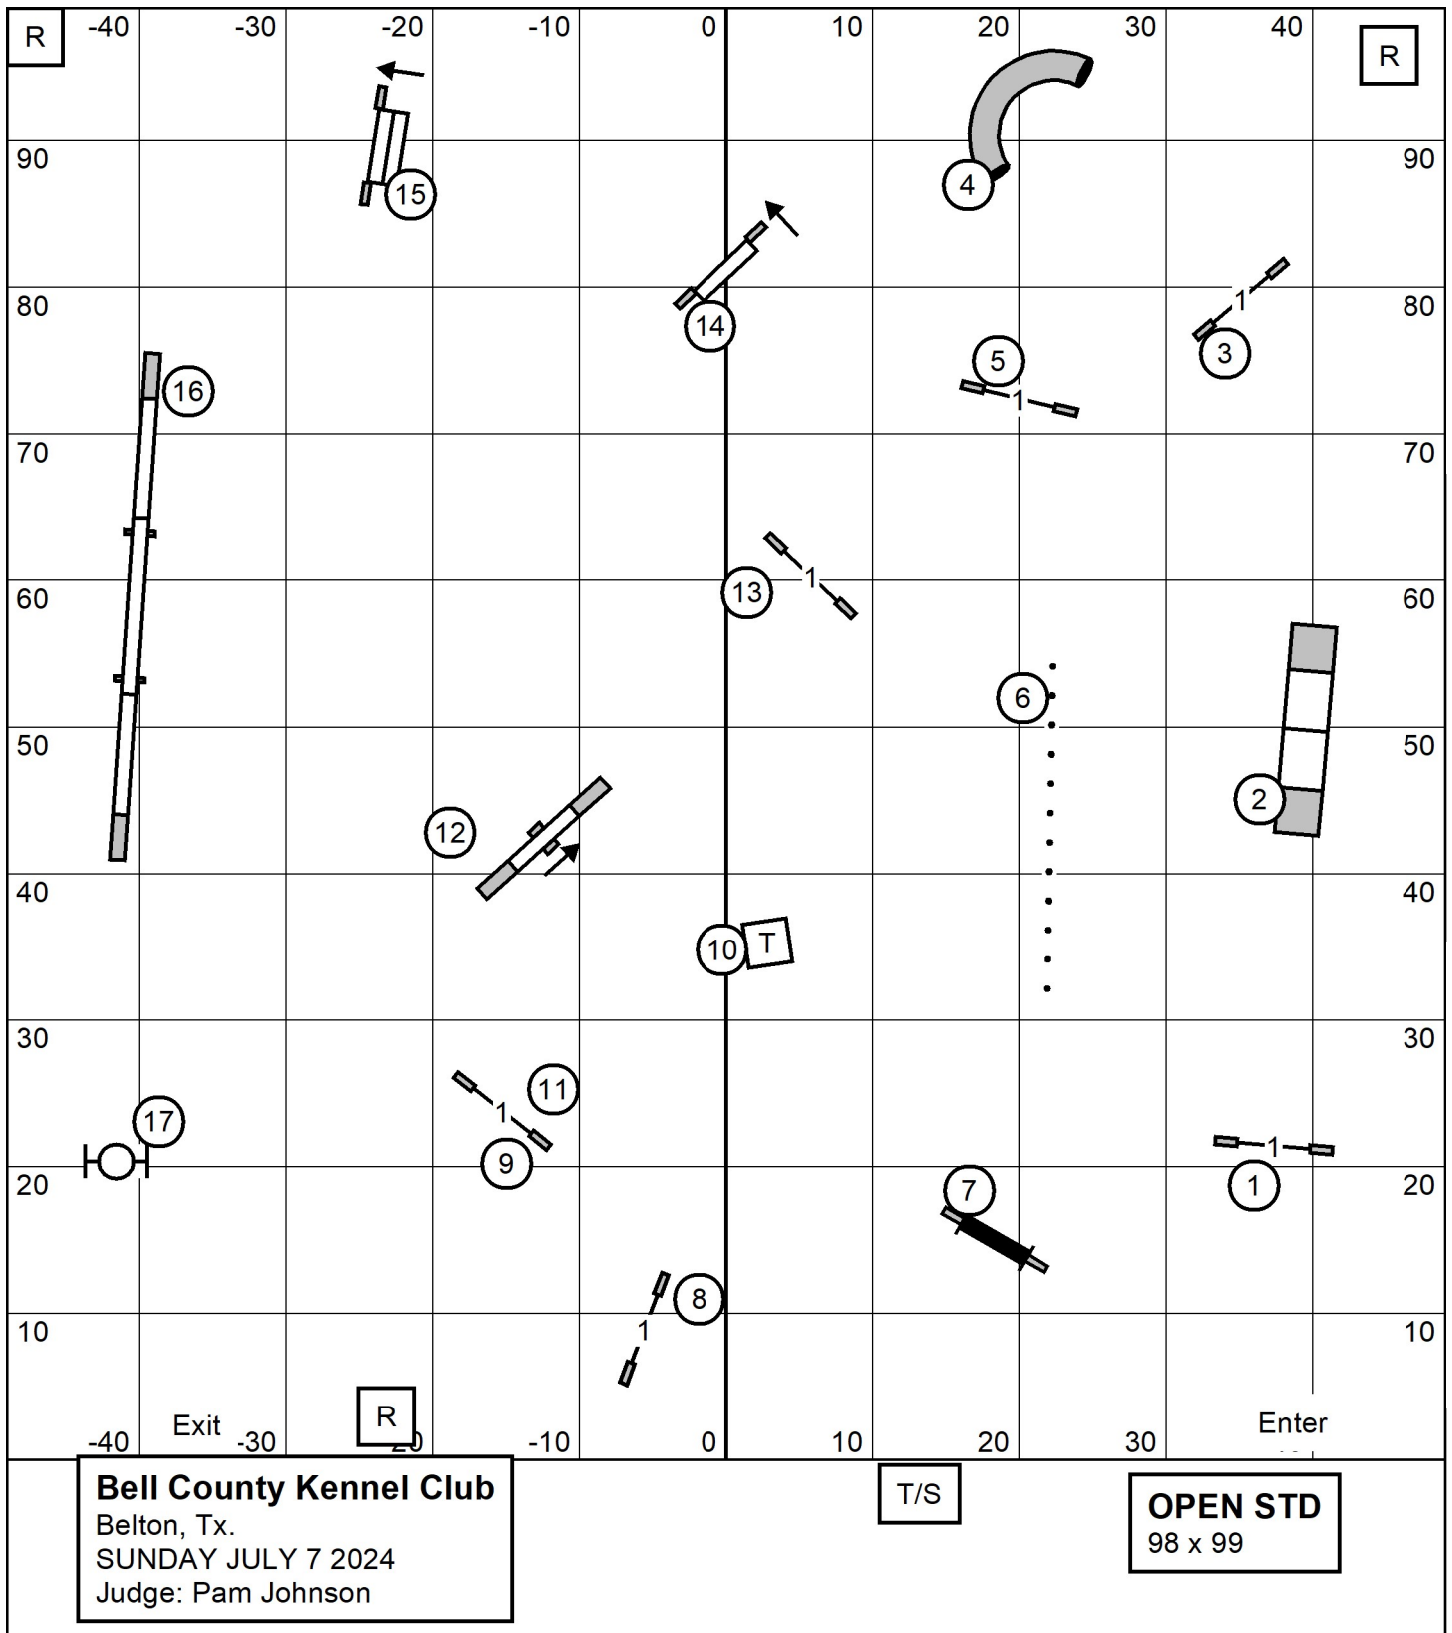 R -40 -30 -20 -10 0 10 20 30 40 R
90 15 4 90
80 14 1 3 80
16 5 1
70 70
1
60 13 60
6
50 50
2
12
40 40
10 T
30 30
11
1
17 9 1
20 7 1 20
8
10 1 10
Exit R Enter
-40 -30 20 -10 0 10 20 30
Bell County Kennel Club
Belton, Tx.
SUNDAY JULY 7 2024
Judge: Pam Johnson
T/S
OPEN STD
98 x 99